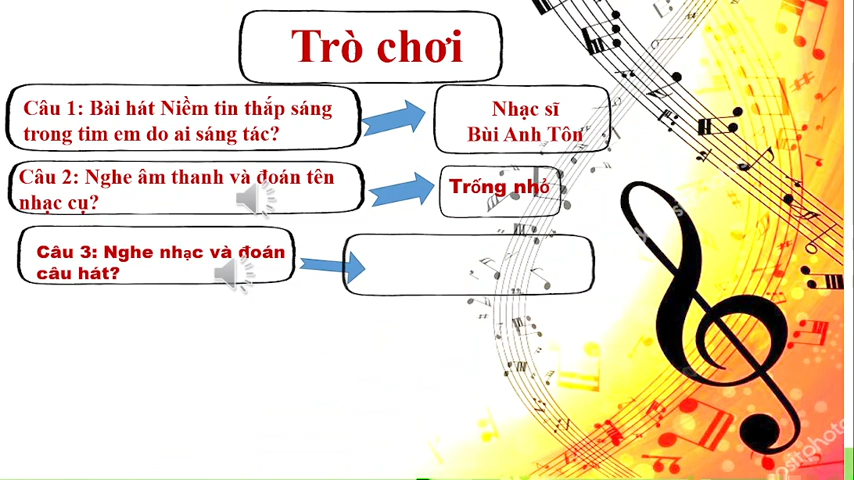 Trò chơi
Câu 1: Bài hát Niềm tin thắp sáng
trong tim em do ai sáng tác?
Nhạc sĩ
Bùi Anh Tôn
Câu 2: Nghe âm thanh và đoán tên
nhạc cụ?
Trống nhỏ
Câu 3: Nghe nhạc và đoán
câu hát?